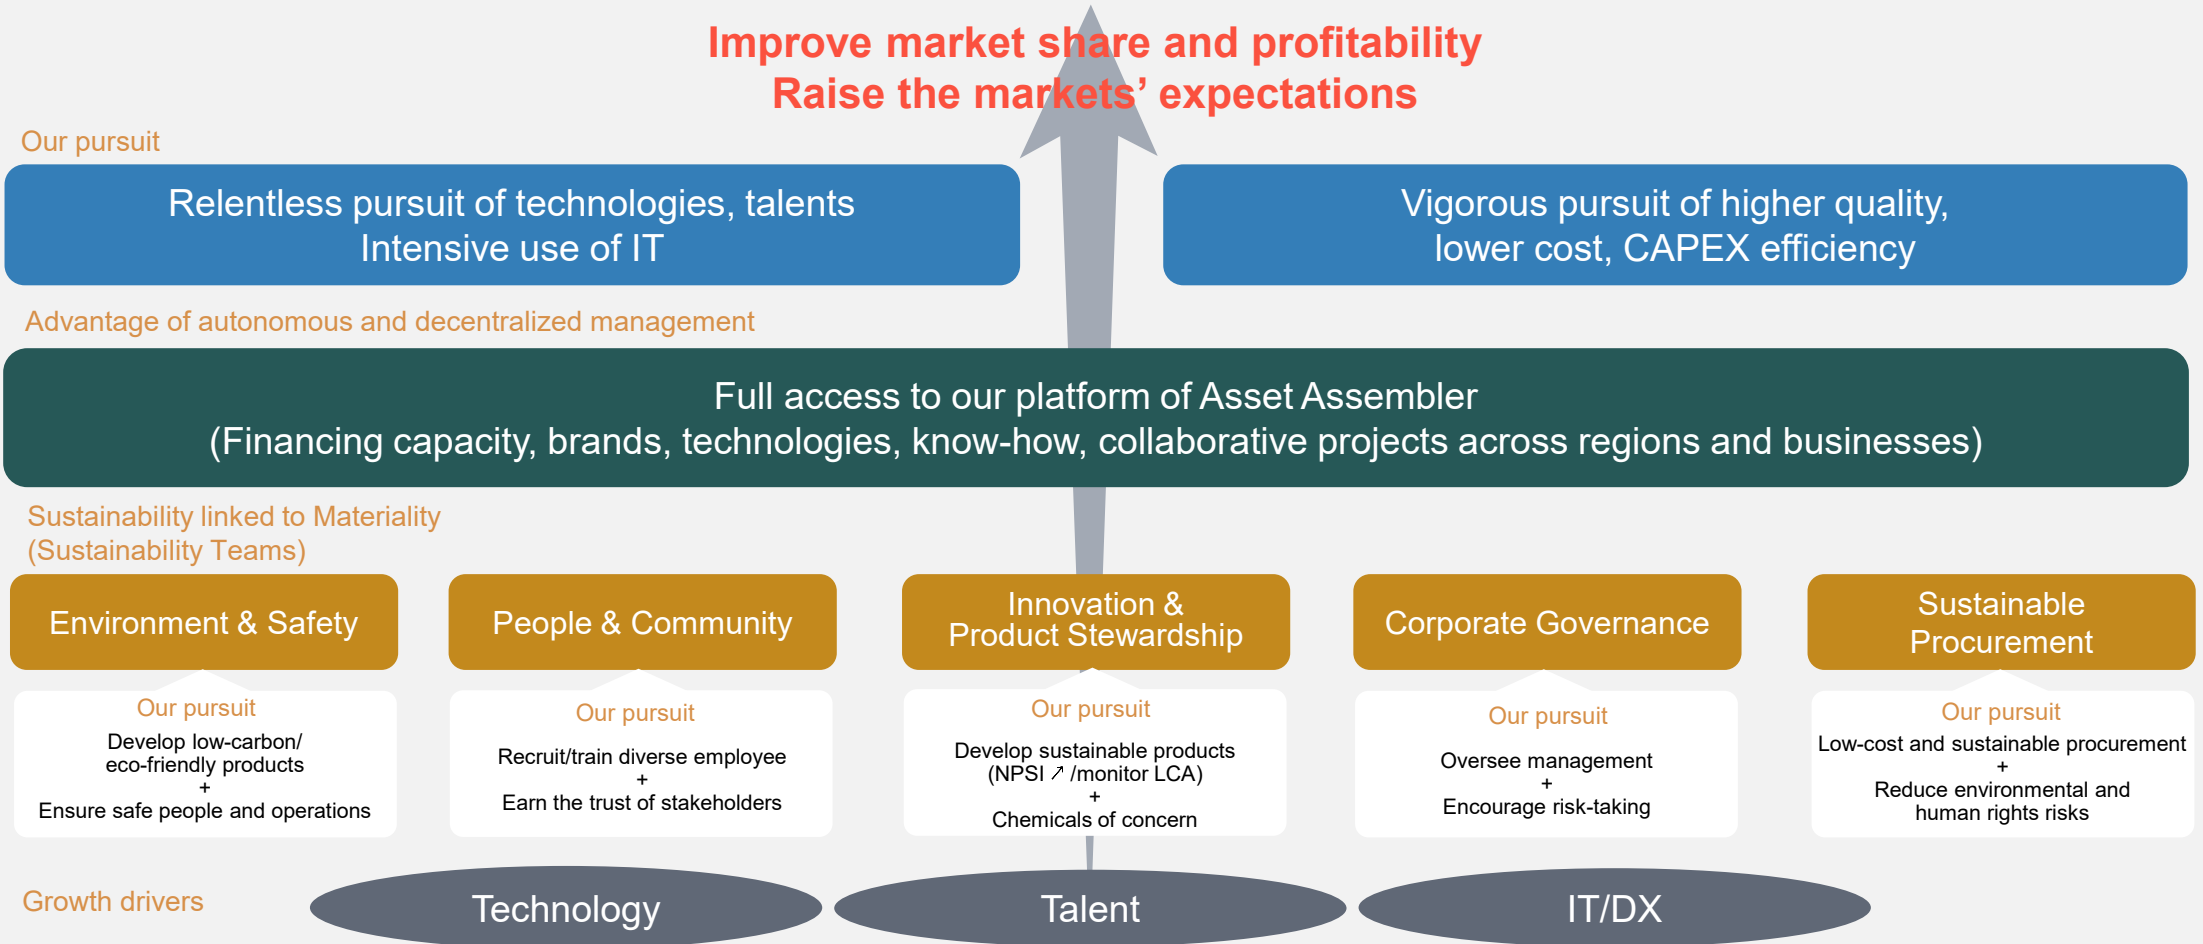 Improve market share and profitability
Raise the markets’ expectations
Our pursuit
Relentless pursuit of technologies, talents
Intensive use of IT
Vigorous pursuit of higher quality,
lower cost, CAPEX efficiency
Advantage of autonomous and decentralized management
Full access to our platform of Asset Assembler
(Financing capacity, brands, technologies, know-how, collaborative projects across regions and businesses)
Sustainability linked to Materiality
(Sustainability Teams)
Environment & Safety
Our pursuit
Develop low-carbon/
eco-friendly products
+
Ensure safe people and operations
People & Community
Our pursuit
Recruit/train diverse employee
+
Earn the trust of stakeholders
Innovation &
Product Stewardship
Our pursuit
Develop sustainable products
(NPSI ↗ /monitor LCA)
+
Chemicals of concern
Corporate Governance
Our pursuit
Oversee management
+
Encourage risk-taking
Sustainable
Procurement
Our pursuit
Low-cost and sustainable procurement
+
Reduce environmental and
human rights risks
Growth drivers
Technology
Talent
IT/DX